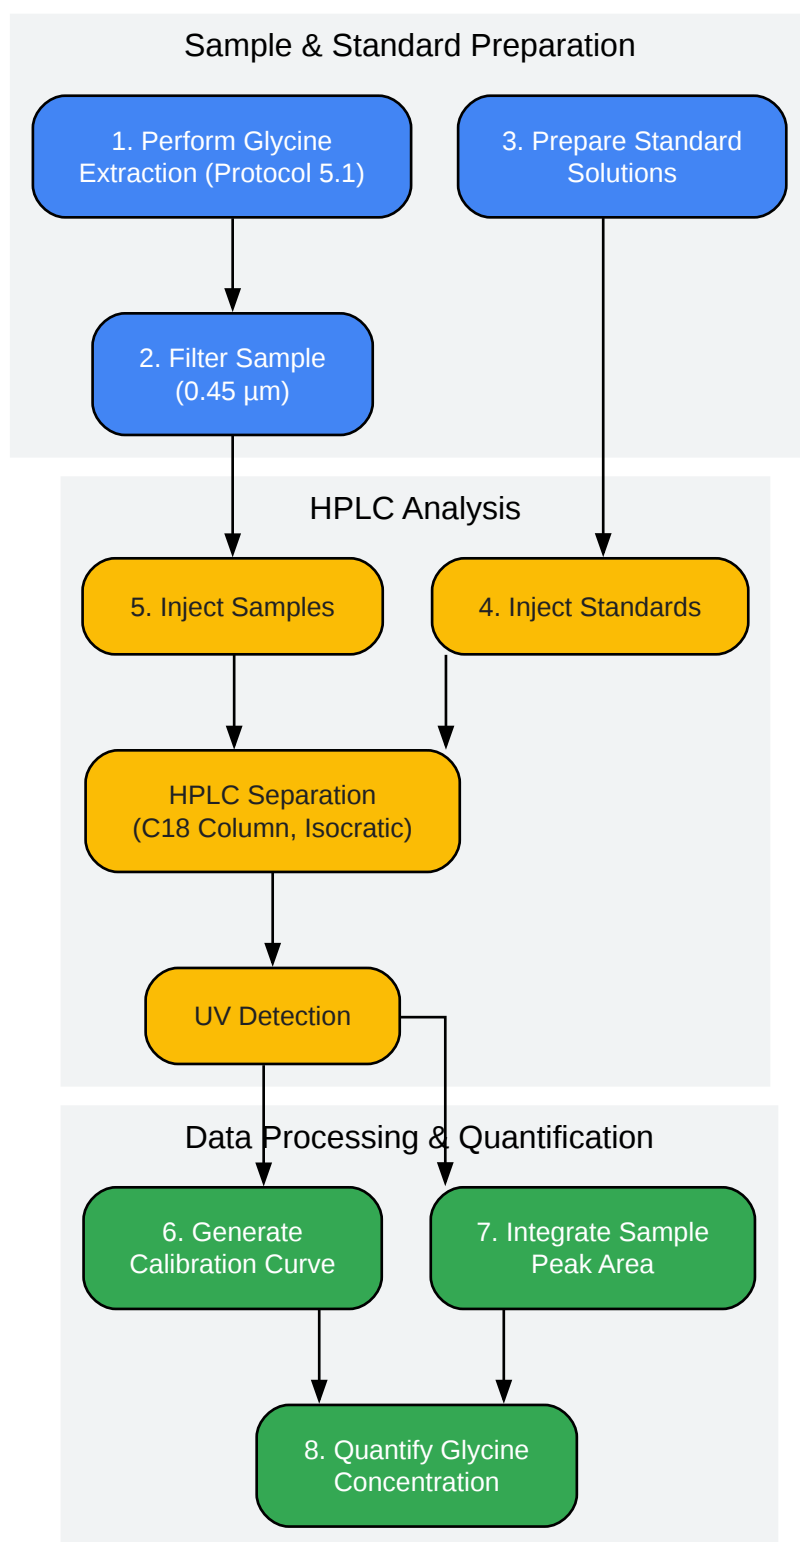 Sample & Standard Preparation
1. Perform Glycine
Extraction (Protocol 5.1)
3. Prepare Standard
Solutions
2. Filter Sample
(0.45 µm)
HPLC Analysis
5. Inject Samples
4. Inject Standards
HPLC Separation
(C18 Column, Isocratic)
UV Detection
Data Processing & Quantification
6. Generate
Calibration Curve
7. Integrate Sample
Peak Area
8. Quantify Glycine
Concentration